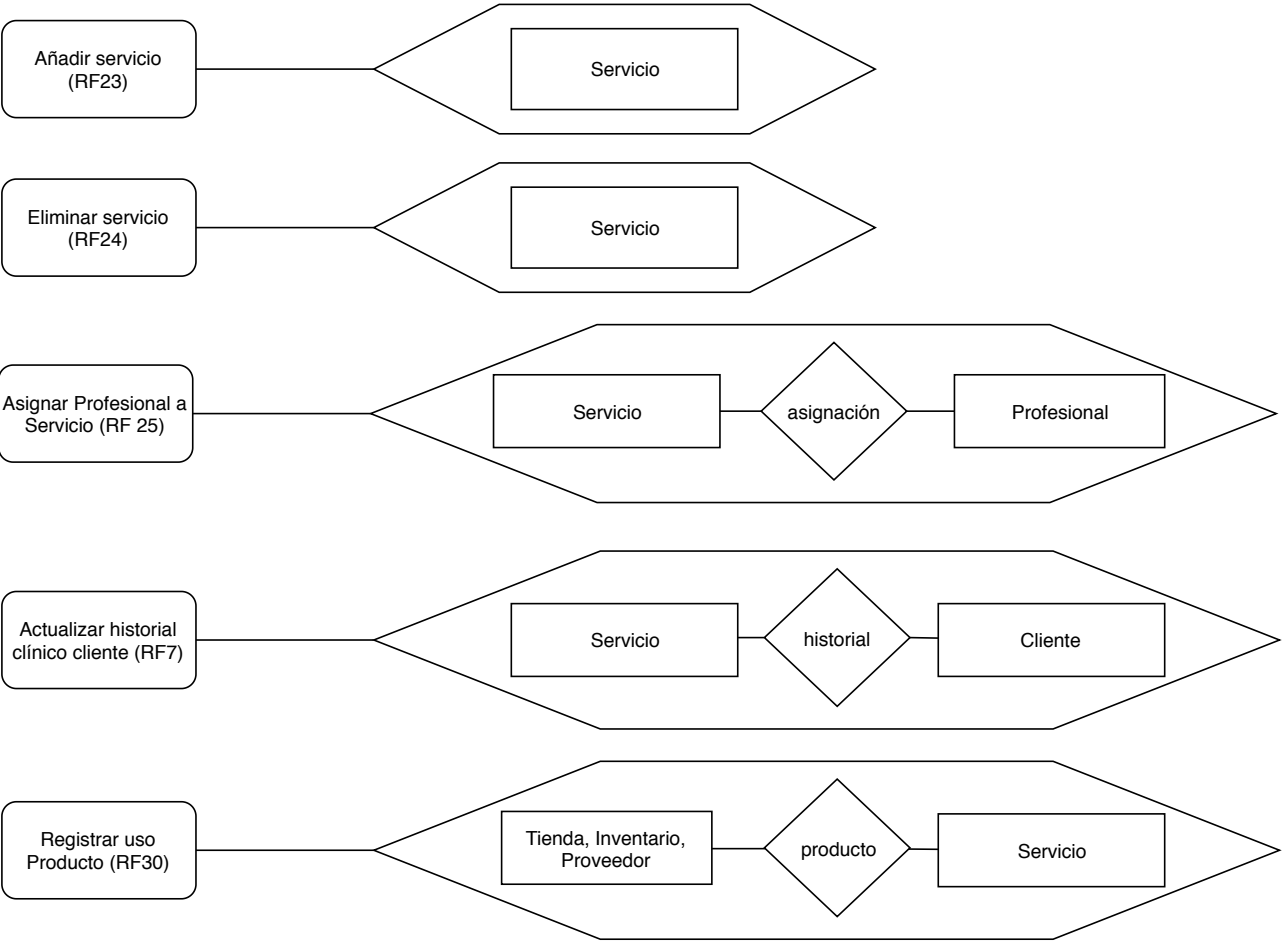 Añadir servicio
(RF23)
Servicio
Eliminar servicio
(RF24)
Servicio
Asignar Profesional a
Servicio (RF 25)
Servicio
asignación
Profesional
Actualizar historial
clínico cliente (RF7)
Servicio
historial
Cliente
Registrar uso
Producto (RF30)
Tienda, Inventario,
Proveedor
producto
Servicio